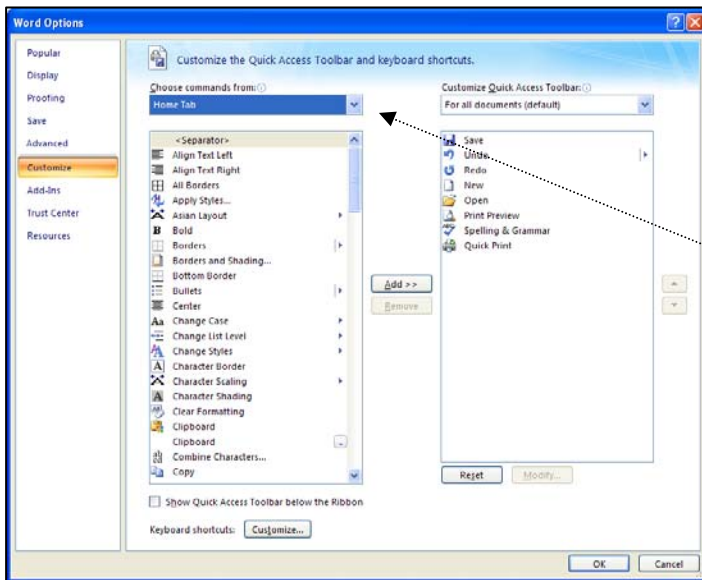 Word Options
Popular
Display
Proofing
Save
Advanced
Customize
Add-Ins
Trust Center
Resources
Customize the Quick Access Toolbar and keyboard shortcuts.
Choose commands from:
Home Tab
<Separator>
Align Text Left
Align Text Right
All Borders
Apply Styles...
Asian Layout
Bold
Borders
Borders and Shading...
Bottom Border
Bullets
Center
Change Case
Change List Level
Change Styles
Character Border
Character Scaling
Character Shading
Clear Formatting
Clipboard
Clipboard
Combine Characters...
Copy
Add >>
Remove
Customize Quick Access Toolbar:
For all documents (default)
Save
Undo
Redo
New
Open
Print Preview
Spelling & Grammar
Quick Print
Reset
Modify...
Show Quick Access Toolbar below the Ribbon
Keyboard shortcuts:
Customize...
OK
Cancel